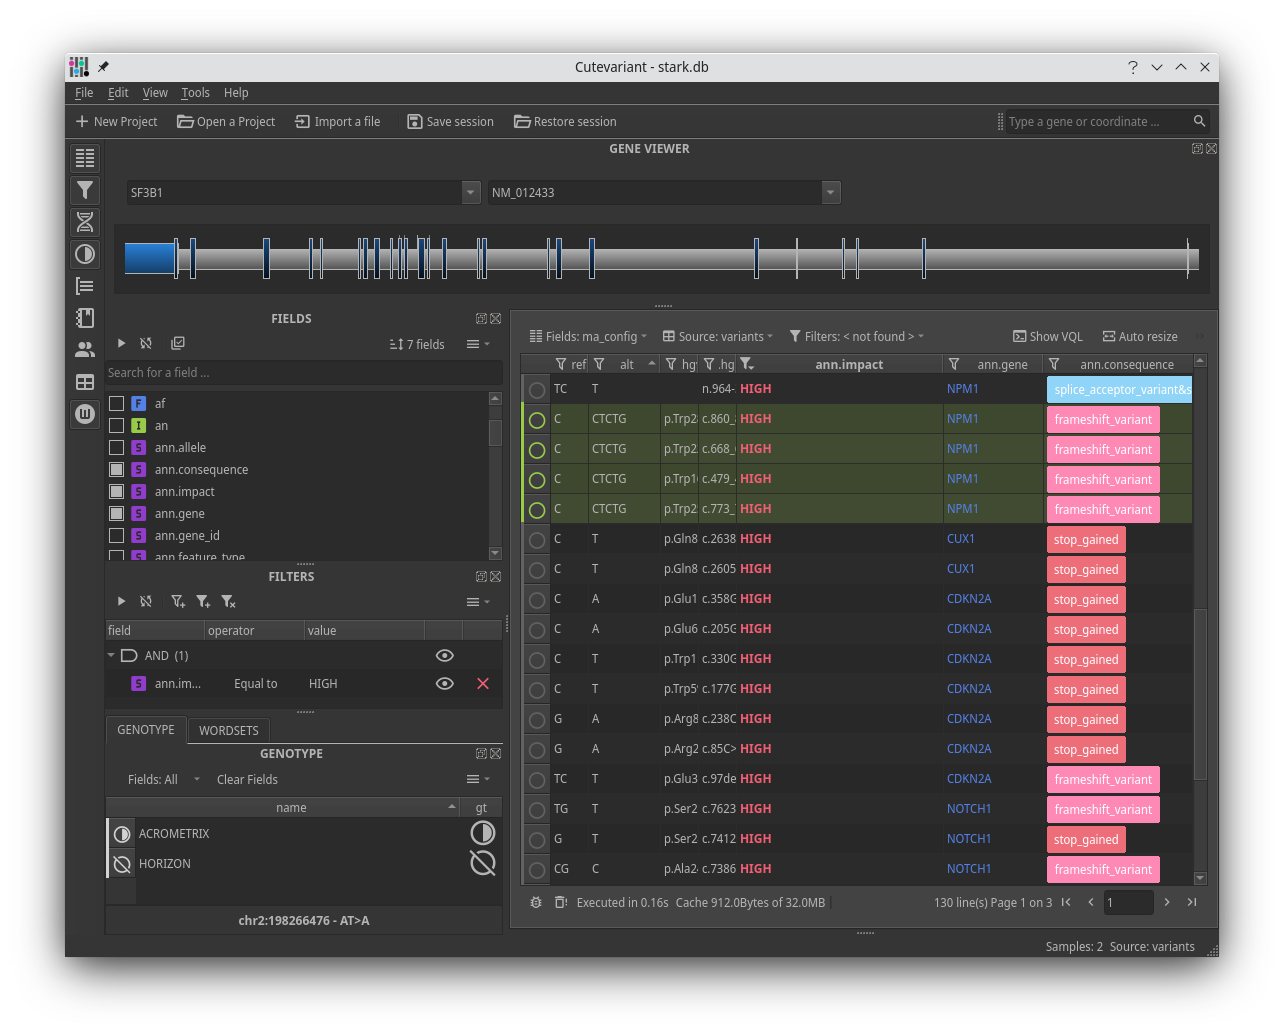 Cutevariant - stark.db
File Edit View Tools Help
New Project Open a Project Import a file Save session Restore session Type a gene or coordinate ...
GENE VIEWER
SF3B1 NM_012433
FIELDS
7 fields
Search for a field ...
F af
I an
S ann.allele
S ann.consequence
S ann.impact
S ann.gene
S ann.gene_id
ann.feature_type
FILTERS
field operator value
AND (1)
S ann.im... Equal to HIGH
GENOTYPE WORDSETS
GENOTYPE
Fields: All Clear Fields
name gt
ACROMETRIX
HORIZON
chr2:198266476 - AT>A
Fields: ma_config Source: variants Filters: < not found > Show VQL Auto resize
ref alt hg .hg ann.impact ann.gene ann.consequence
TC T n.964- HIGH NPM1 splice_acceptor_variant&s
C CTCTG p.Trp28 c.860_ HIGH NPM1 frameshift_variant
C CTCTG p.Trp2 c.668_ HIGH NPM1 frameshift_variant
C CTCTG p.Trp1 c.479_ HIGH NPM1 frameshift_variant
C CTCTG p.Trp2 c.773_ HIGH NPM1 frameshift_variant
C T p.Gln8 c.2638 HIGH CUX1 stop_gained
C T p.Gln8 c.2605 HIGH CUX1 stop_gained
C A p.Glu1 c.358G HIGH CDKN2A stop_gained
C A p.Glu6 c.205G HIGH CDKN2A stop_gained
C T p.Trp1 c.330G HIGH CDKN2A stop_gained
C T p.Trp5 c.177G HIGH CDKN2A stop_gained
G A p.Arg8 c.238C HIGH CDKN2A stop_gained
G A p.Arg2 c.85C> HIGH CDKN2A stop_gained
TC T p.Glu3 c.97de HIGH CDKN2A frameshift_variant
TG T p.Ser2 c.7623 HIGH NOTCH1 frameshift_variant
G T p.Ser2 c.7412 HIGH NOTCH1 stop_gained
CG C p.Ala2 c.7386 HIGH NOTCH1 frameshift_variant
Executed in 0.16s Cache 912.0Bytes of 32.0MB 130 line(s) Page 1 on 3 1
Samples: 2 Source: variants